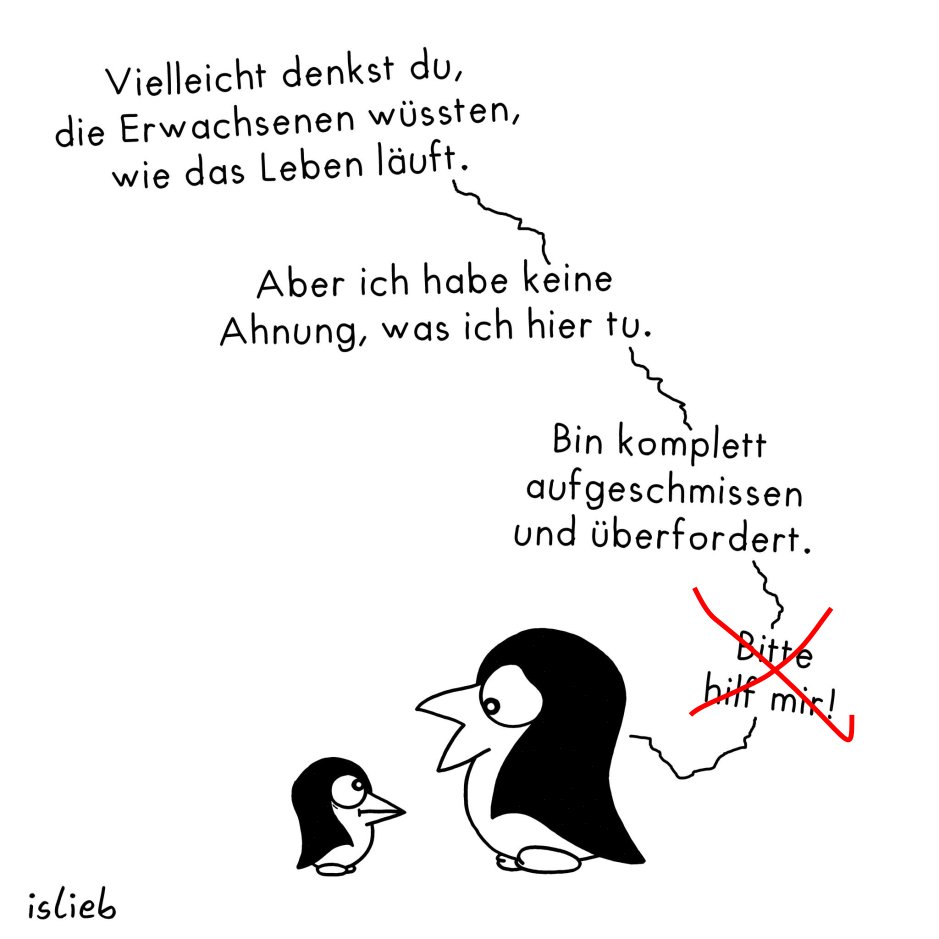 Vielleicht denkst du,
die Erwachsenen wüssten,
wie das Leben läuft.
Aber ich habe keine
Ahnung, was ich hier tu.
Bin komplett
aufgeschmissen
und überfordert.
Bitte
hilf mir!
islieb